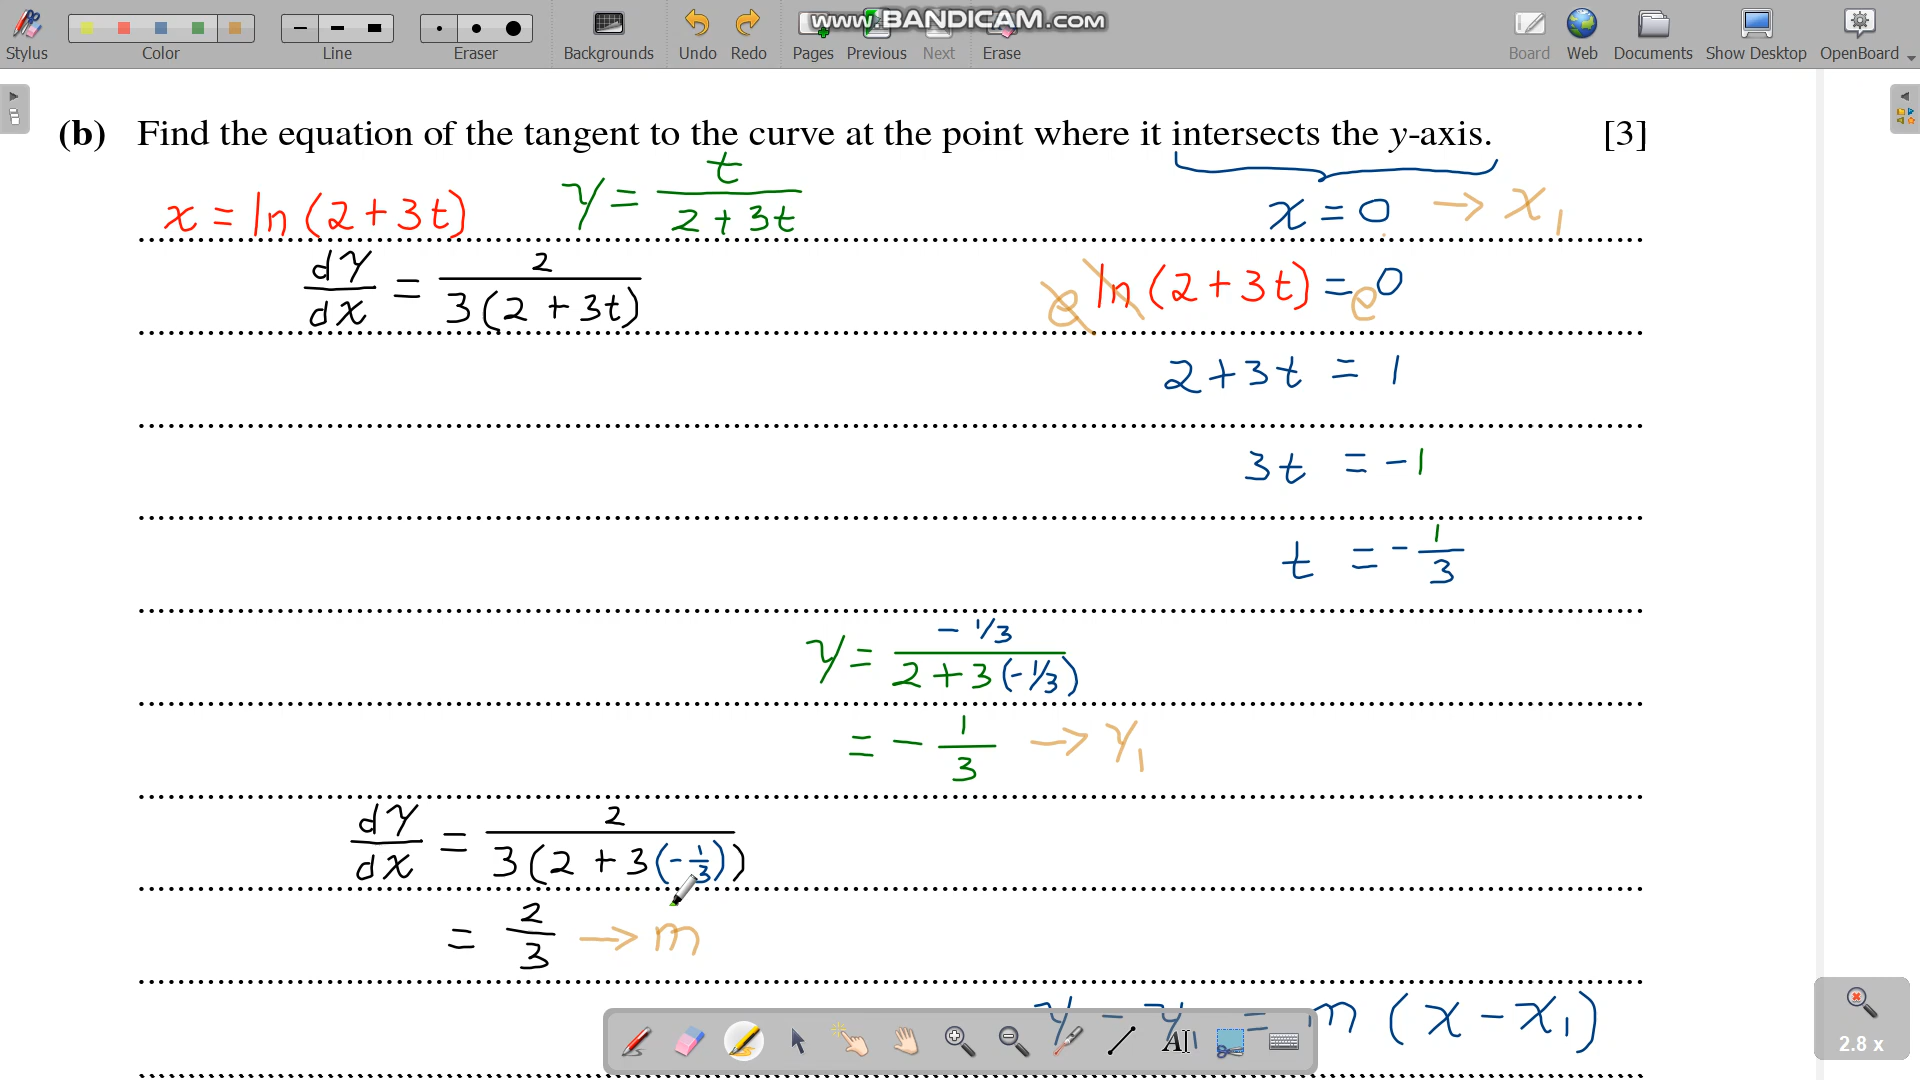 www.BANDICAM.com
Stylus Color Line Eraser Backgrounds Undo Redo Pages Previous Next Erase Board Web Documents Show Desktop OpenBoard
(b) Find the equation of the tangent to the curve at the point where it intersects the y-axis. [3]
x = ln(2+3t) y = t/(2+3t) x = 0 → x₁
dy/dx = 2/(3(2+3t)) e ln(2+3t) = e 0
2+3t = 1
3t = -1
t = -1/3
y = (-1/3)/(2+3(-1/3))
= -1/3 → y₁
dy/dx = 2/(3(2+3(-1/3)))
= 2/3 → m
y - y₁ = m(x - x₁)
2.8 x